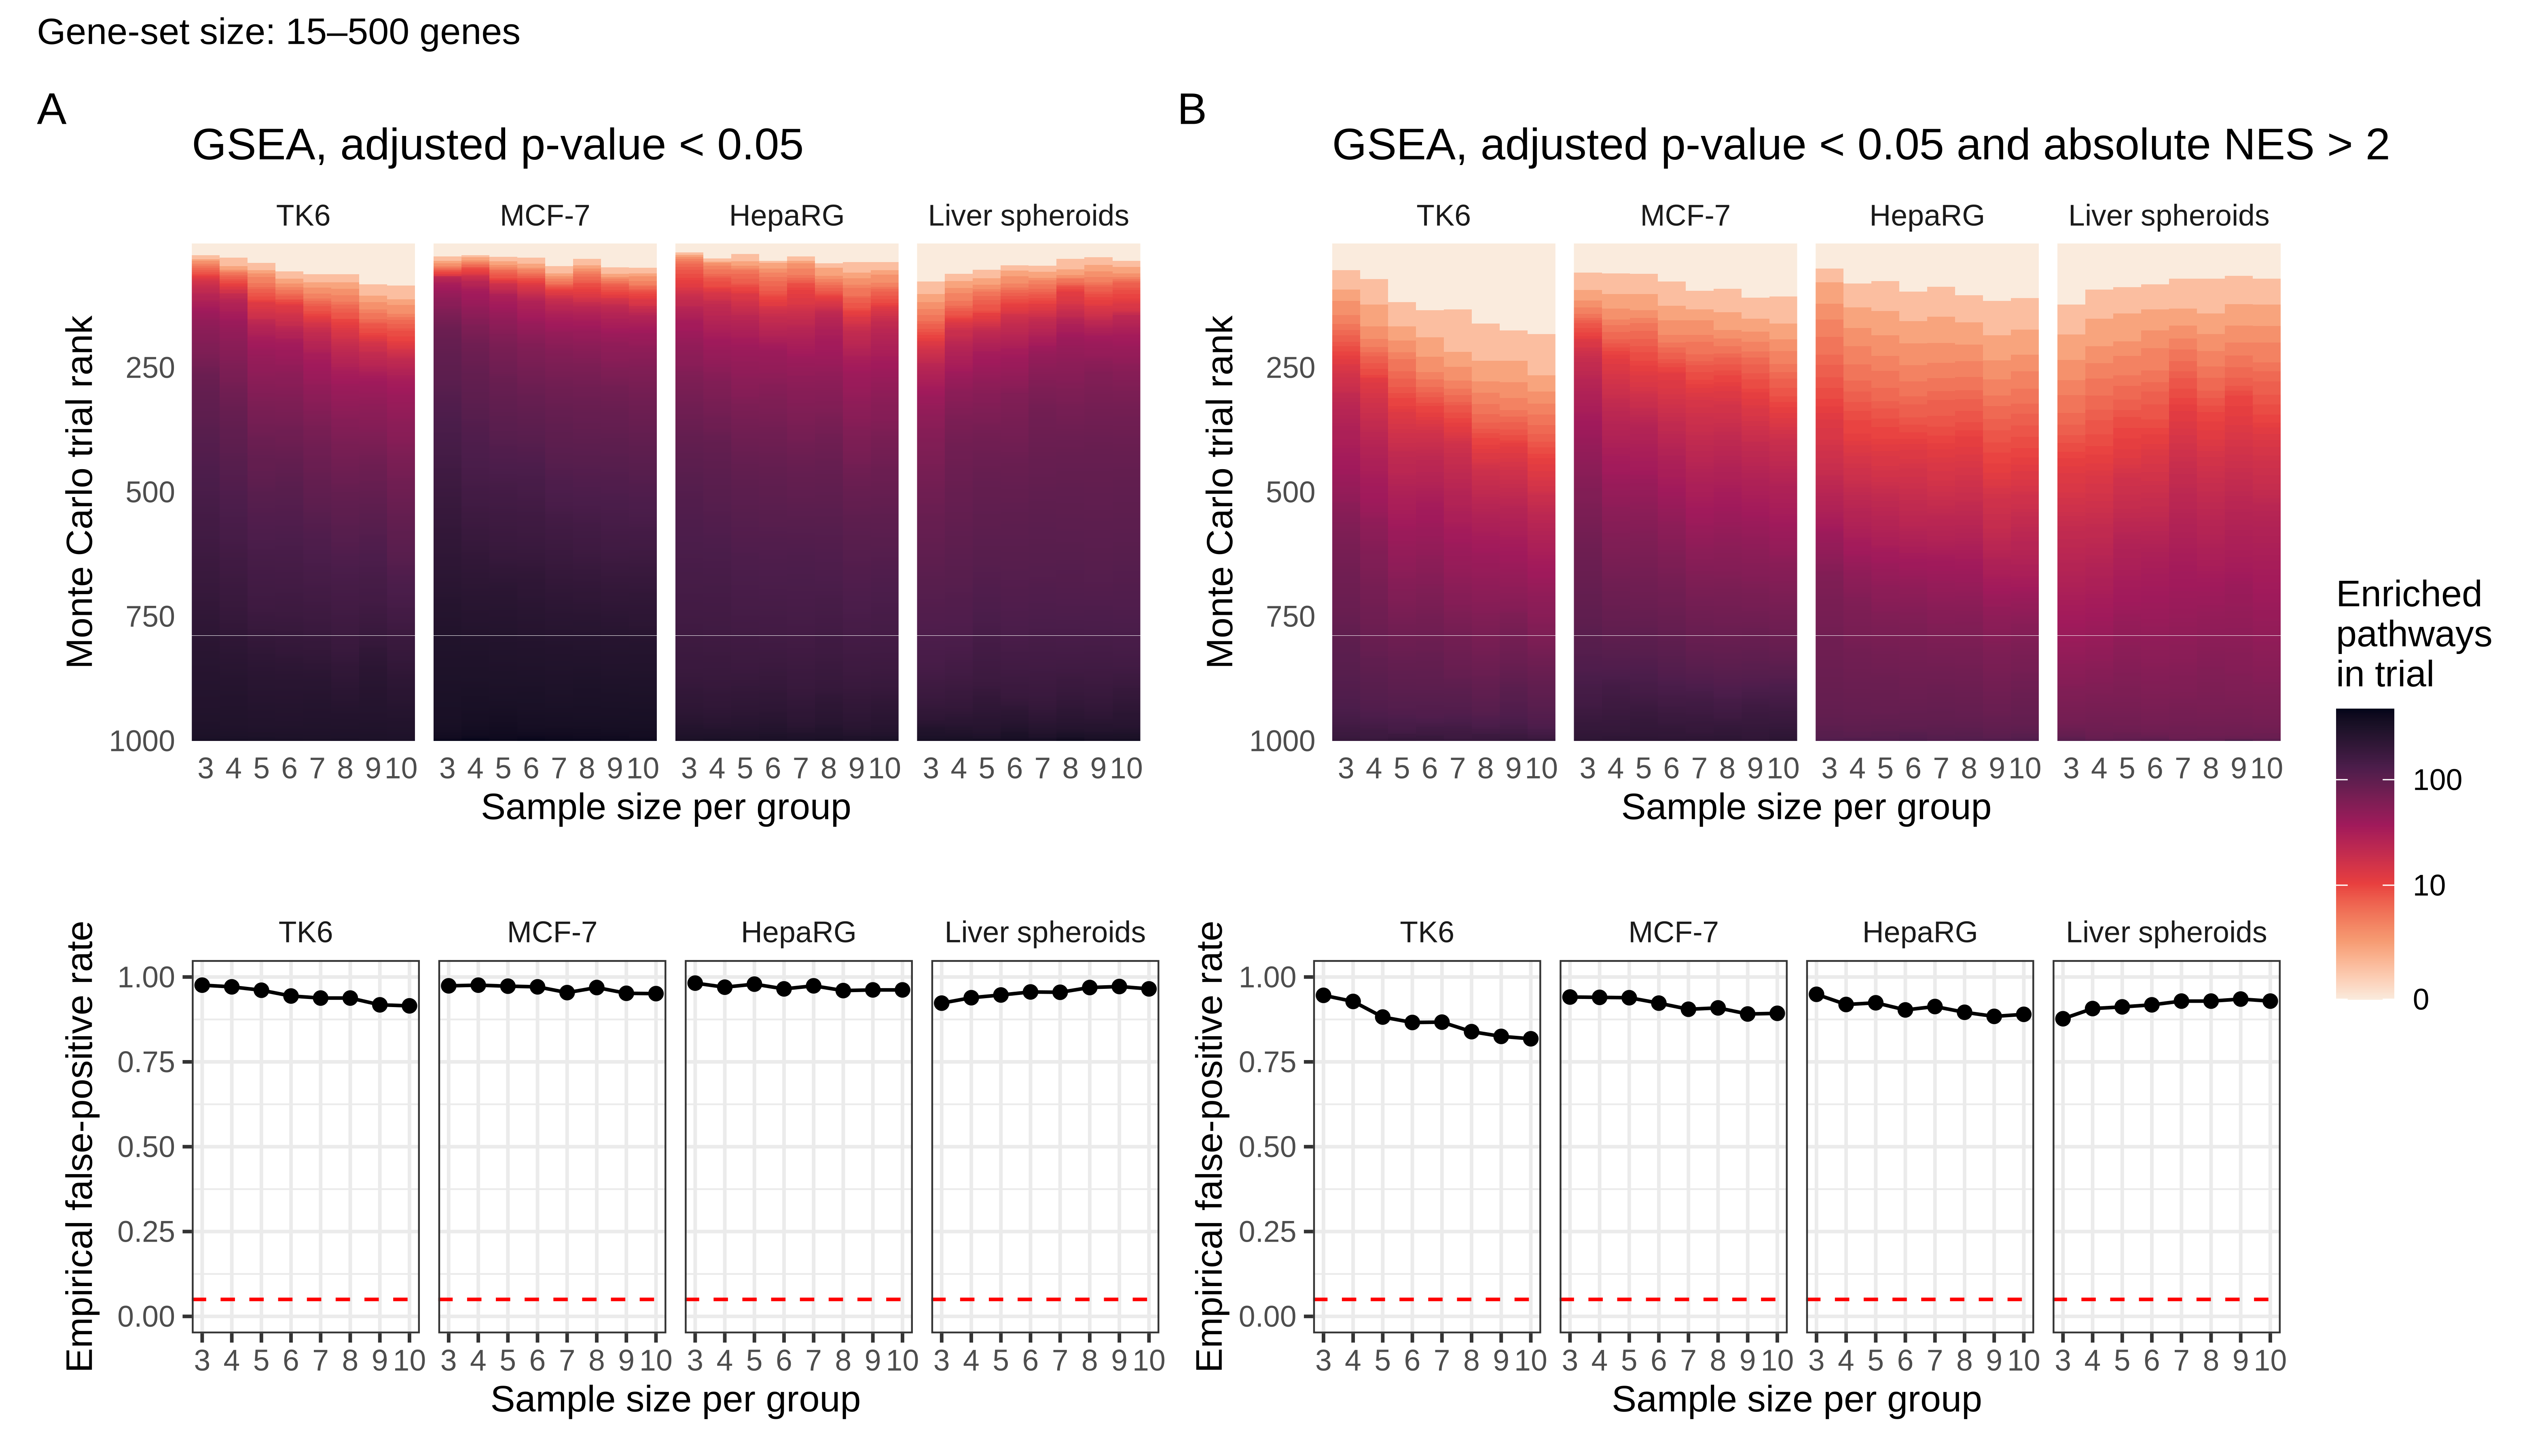 Gene-set size: 15–500 genes
A
GSEA, adjusted p-value < 0.05
TK6 MCF-7 HepaRG Liver spheroids
Monte Carlo trial rank
250
500
750
1000
3 4 5 6 7 8 9 10 3 4 5 6 7 8 9 10 3 4 5 6 7 8 9 10 3 4 5 6 7 8 9 10
Sample size per group
TK6 MCF-7 HepaRG Liver spheroids
Empirical false-positive rate
1.00
0.75
0.50
0.25
0.00
3 4 5 6 7 8 9 10 3 4 5 6 7 8 9 10 3 4 5 6 7 8 9 10 3 4 5 6 7 8 9 10
Sample size per group
B
GSEA, adjusted p-value < 0.05 and absolute NES > 2
TK6 MCF-7 HepaRG Liver spheroids
Monte Carlo trial rank
250
500
750
1000
3 4 5 6 7 8 9 10 3 4 5 6 7 8 9 10 3 4 5 6 7 8 9 10 3 4 5 6 7 8 9 10
Sample size per group
TK6 MCF-7 HepaRG Liver spheroids
Empirical false-positive rate
1.00
0.75
0.50
0.25
0.00
3 4 5 6 7 8 9 10 3 4 5 6 7 8 9 10 3 4 5 6 7 8 9 10 3 4 5 6 7 8 9 10
Sample size per group
Enriched
pathways
in trial
100
10
0